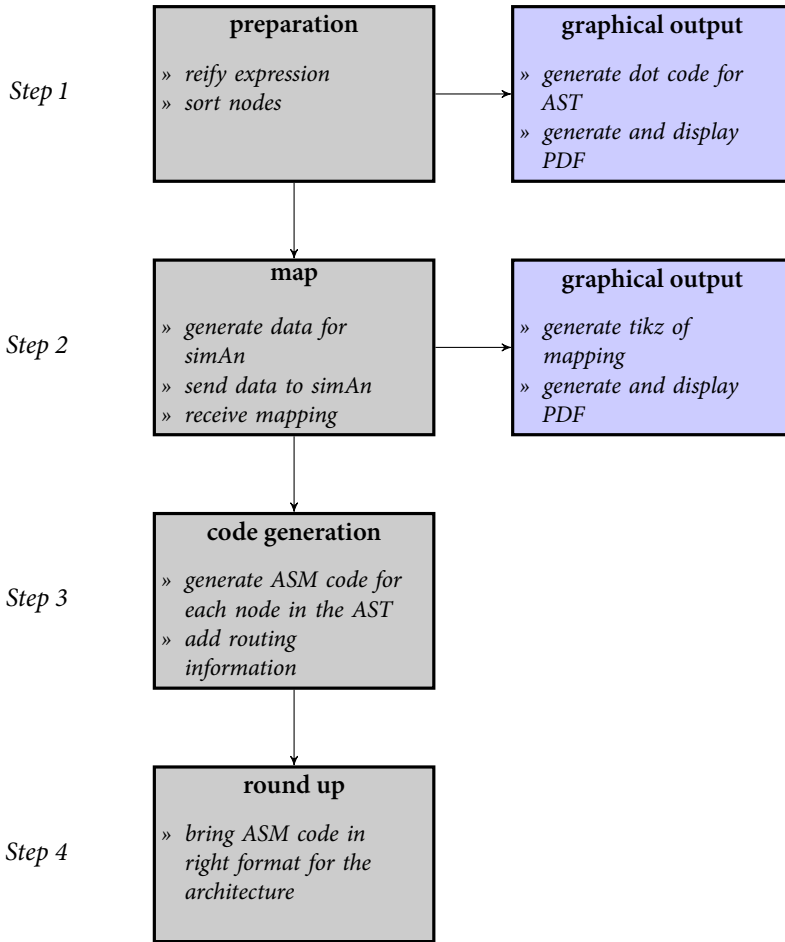 preparation
Step 1
» reify expression
» sort nodes
graphical output
» generate dot code for
AST
» generate and display
PDF
map
Step 2
» generate data for
simAn
» send data to simAn
» receive mapping
graphical output
» generate tikz of
mapping
» generate and display
PDF
code generation
Step 3
» generate ASM code for
each node in the AST
» add routing
information
round up
Step 4
» bring ASM code in
right format for the
architecture